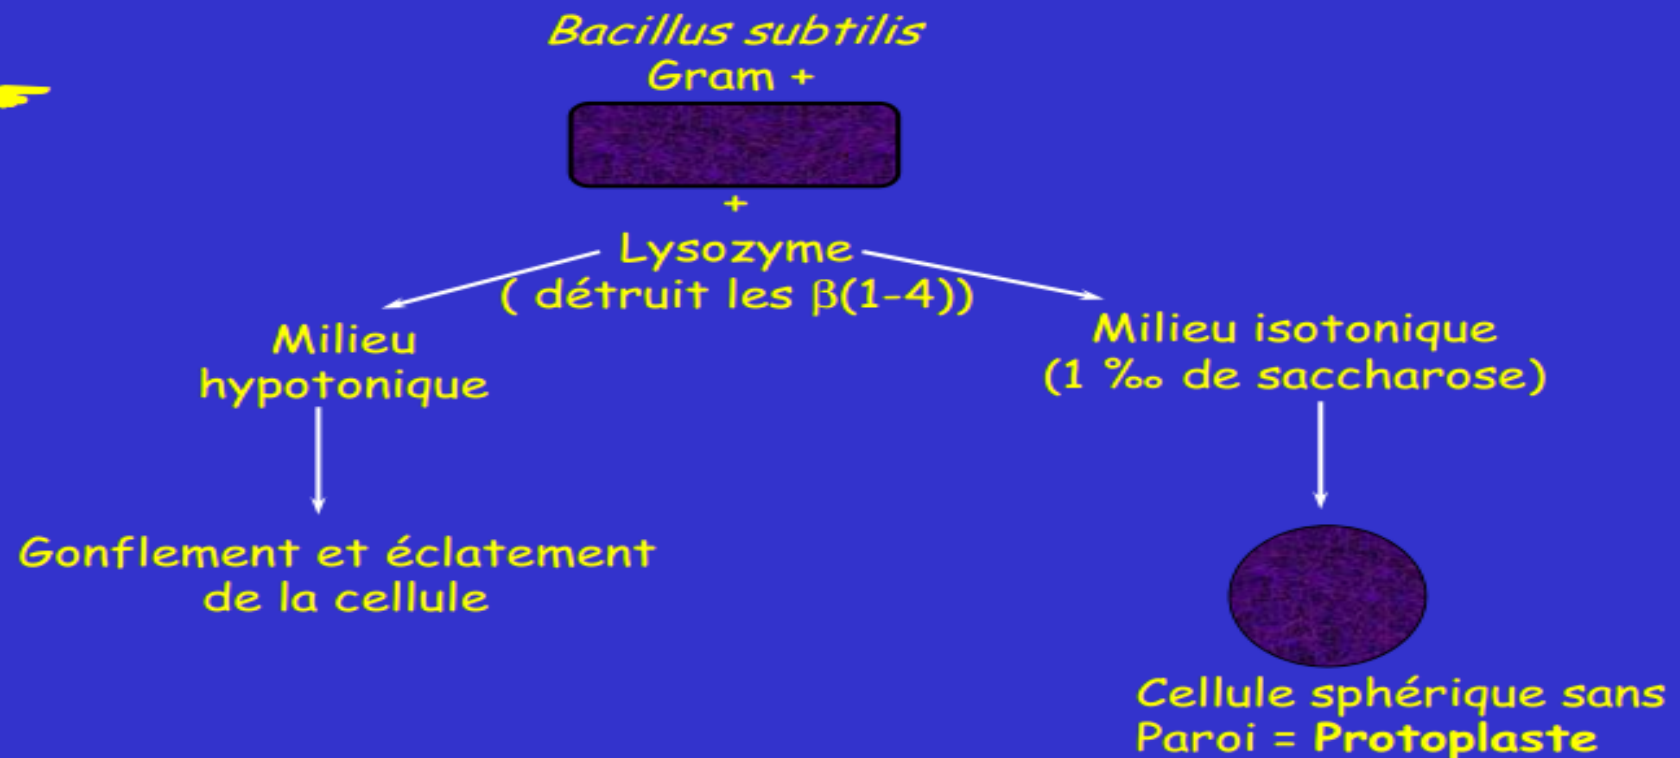 Bacillus subtilis
Gram +
+
Lysozyme
( détruit les β(1-4))
Milieu
hypotonique
Milieu isotonique
(1 ‰ de saccharose)
Gonflement et éclatement
de la cellule
Cellule sphérique sans
Paroi = Protoplaste